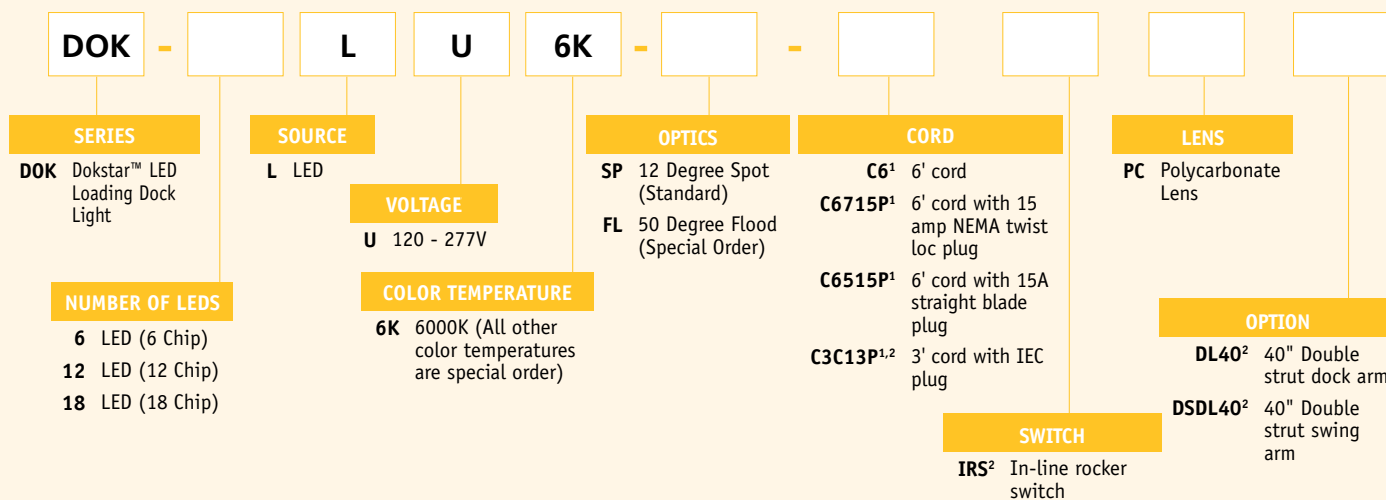 DOK - L U 6K - -
SERIES
DOK Dokstar™ LED
Loading Dock
Light
NUMBER OF LEDS
6 LED (6 Chip)
12 LED (12 Chip)
18 LED (18 Chip)
SOURCE
L LED
VOLTAGE
U 120 - 277V
COLOR TEMPERATURE
6K 6000K (All other
color temperatures
are special order)
OPTICS
SP 12 Degree Spot
(Standard)
FL 50 Degree Flood
(Special Order)
CORD
C6¹ 6' cord
C6715P¹ 6' cord with 15
amp NEMA twist
loc plug
C6515P¹ 6' cord with 15A
straight blade
plug
C3C13P¹,² 3' cord with IEC
plug
SWITCH
IRS² In-line rocker
switch
LENS
PC Polycarbonate
Lens
OPTION
DL40² 40" Double
strut dock arm
DSDL40² 40" Double
strut swing
arm